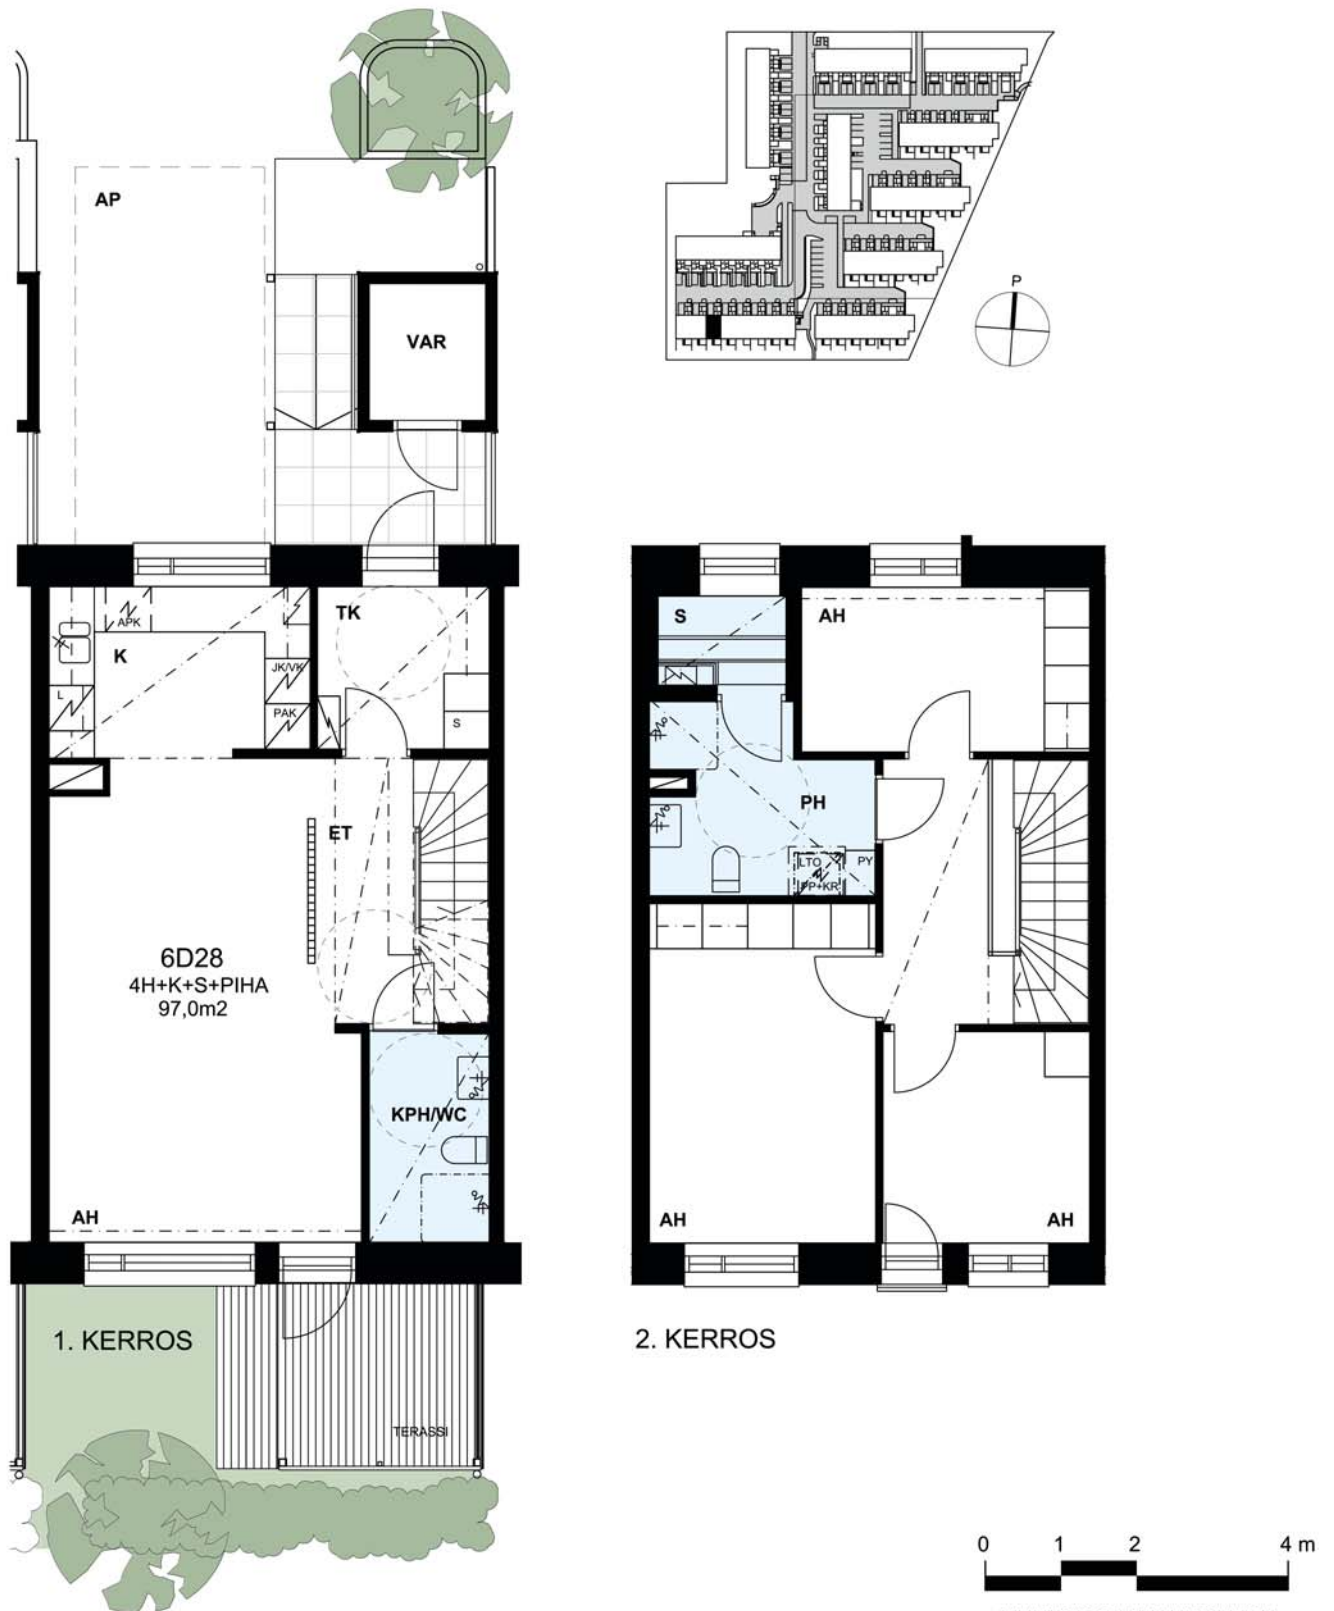 AP
P
VAR
TK
APK
K
JK/VK
L
PAK
S
ET
6D28
4H+K+S+PIHA
97,0m2
KPH/WC
AH
1. KERROS
TERASSI
S
AH
PH
LTO
PY
PP+KR
AH
AH
2. KERROS
0 1 2 4 m